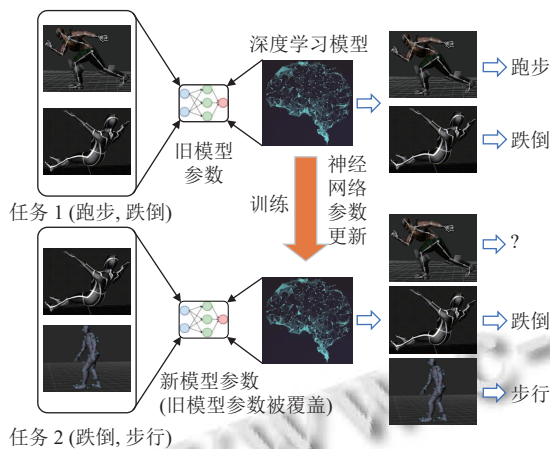 深度学习模型
跑步
跌倒
旧模型
参数
任务 1 (跑步, 跌倒)
训练
神经
网络
参数
更新
?
跌倒
步行
新模型参数
(旧模型参数被覆盖)
任务 2 (跌倒, 步行)